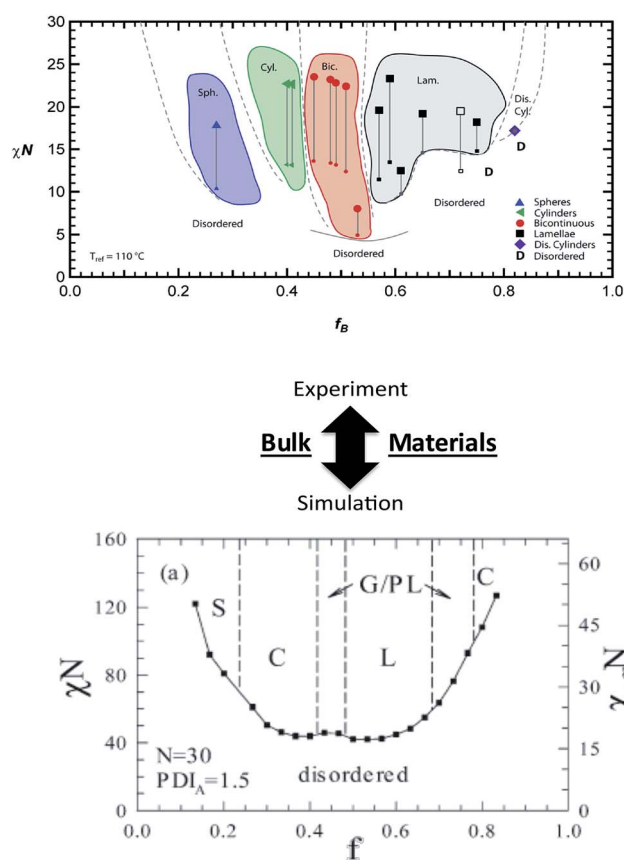 30
25
20
15
10
5
0
χN
Sph.
Cyl.
Bic.
Lam.
Dis.
Cyl.
D
D
Disordered
Disordered
Disordered
T_ref = 110 °C
Spheres
Cylinders
Bicontinuous
Lamellae
Dis. Cylinders
D Disordered
0.0 0.2 0.4 0.6 0.8 1.0
f_B
Experiment
Bulk Materials
Simulation
160
120
80
40
0
χN
(a)
S
C
G/PL
L
C
N=30
PDI_A=1.5
disordered
60
45
30
15
0
0.0 0.2 0.4 0.6 0.8 1.0
f